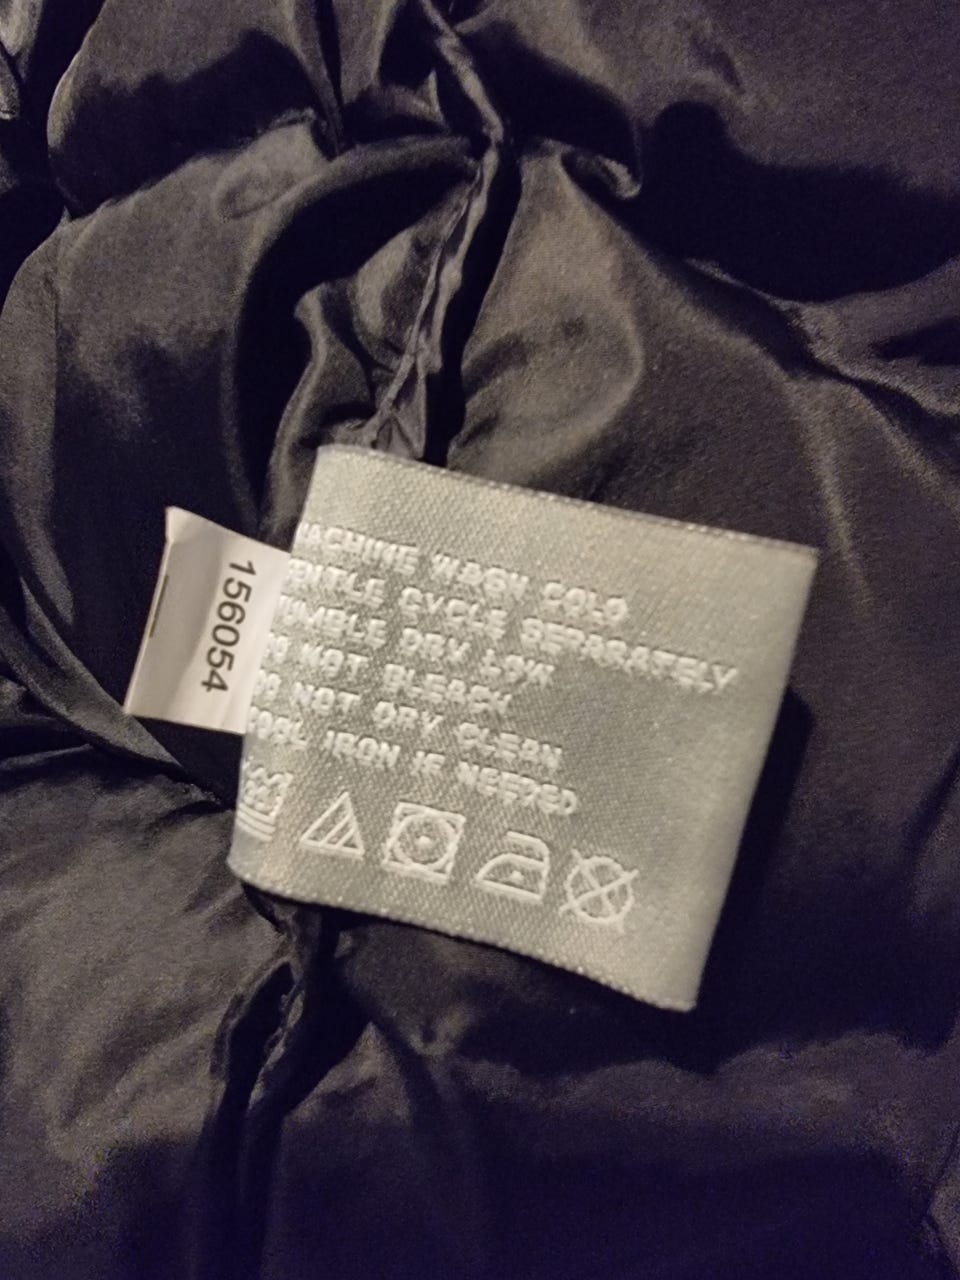 MACHINE WASH COLD
GENTLE CYCLE SEPARATELY
TUMBLE DRY LOW
DO NOT BLEACH
DO NOT DRY CLEAN
COOL IRON IF NEEDED
156054